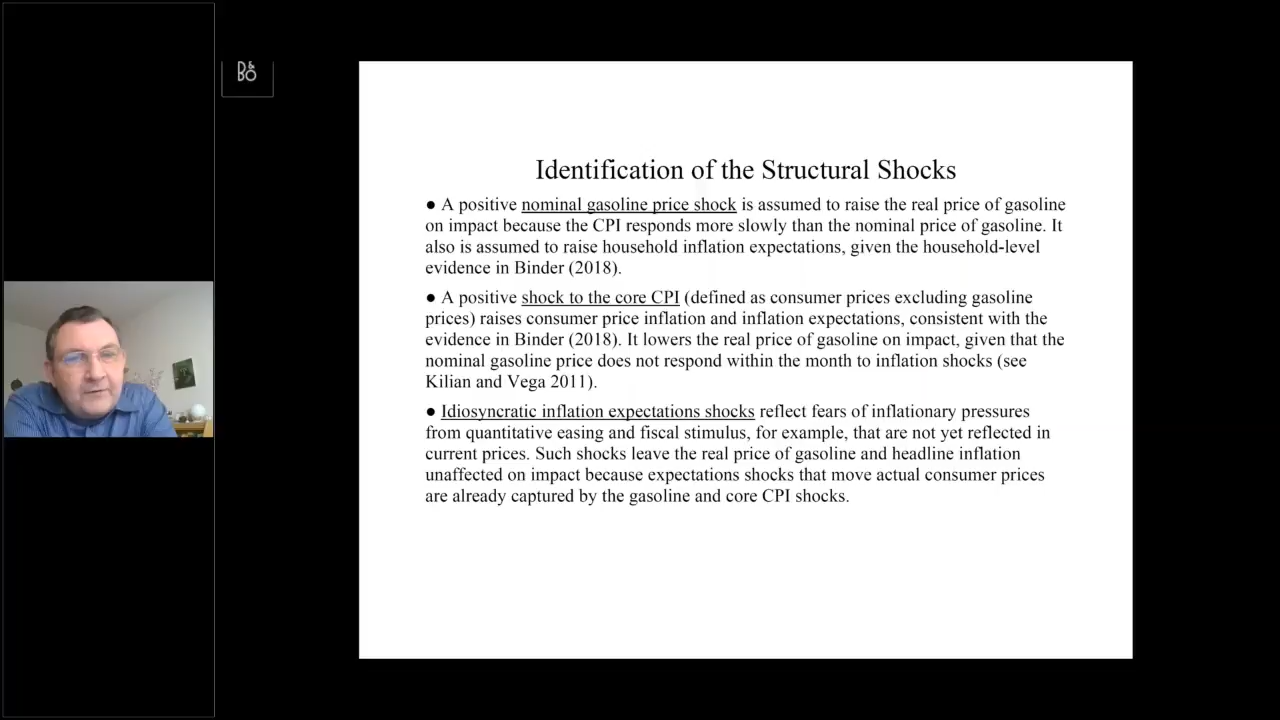 D&
BO
Identification of the Structural Shocks
● A positive nominal gasoline price shock is assumed to raise the real price of gasoline
on impact because the CPI responds more slowly than the nominal price of gasoline. It
also is assumed to raise household inflation expectations, given the household-level
evidence in Binder (2018).
● A positive shock to the core CPI (defined as consumer prices excluding gasoline
prices) raises consumer price inflation and inflation expectations, consistent with the
evidence in Binder (2018). It lowers the real price of gasoline on impact, given that the
nominal gasoline price does not respond within the month to inflation shocks (see
Kilian and Vega 2011).
● Idiosyncratic inflation expectations shocks reflect fears of inflationary pressures
from quantitative easing and fiscal stimulus, for example, that are not yet reflected in
current prices. Such shocks leave the real price of gasoline and headline inflation
unaffected on impact because expectations shocks that move actual consumer prices
are already captured by the gasoline and core CPI shocks.